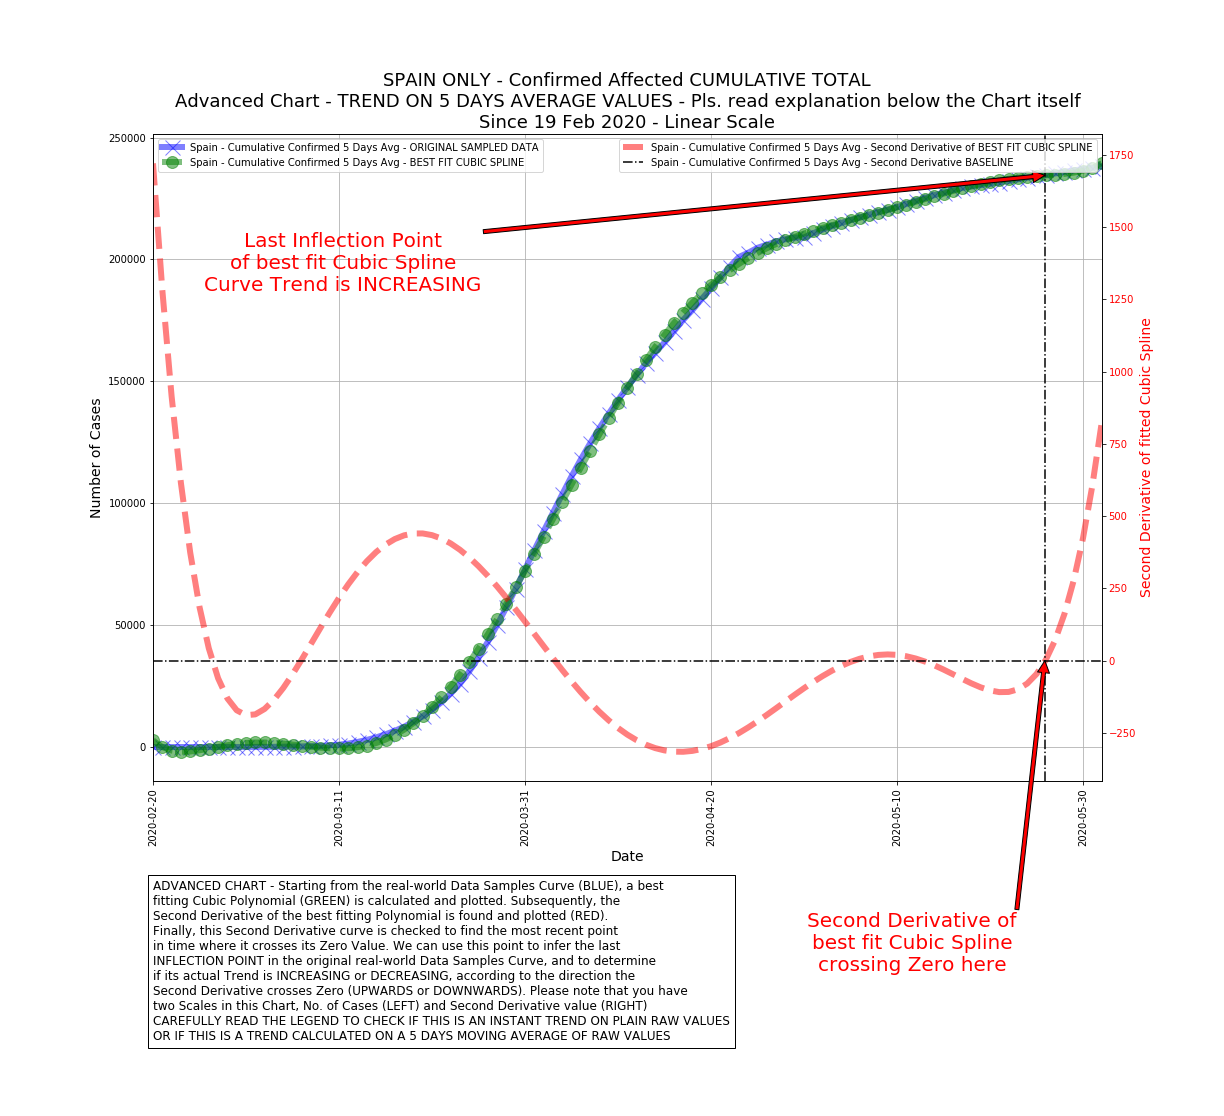 SPAIN ONLY - Confirmed Affected CUMULATIVE TOTAL
Advanced Chart - TREND ON 5 DAYS AVERAGE VALUES - Pls. read explanation below the Chart itself
Since 19 Feb 2020 - Linear Scale
Spain - Cumulative Confirmed 5 Days Avg - ORIGINAL SAMPLED DATA
Spain - Cumulative Confirmed 5 Days Avg - BEST FIT CUBIC SPLINE
Spain - Cumulative Confirmed 5 Days Avg - Second Derivative of BEST FIT CUBIC SPLINE
Spain - Cumulative Confirmed 5 Days Avg - Second Derivative BASELINE
Last Inflection Point
of best fit Cubic Spline
Curve Trend is INCREASING
Number of Cases
250000
200000
150000
100000
50000
0
1750
1500
1250
1000
750
500
250
0
−250
Second Derivative of fitted Cubic Spline
2020-02-20
2020-03-11
2020-03-31
2020-04-20
2020-05-10
2020-05-30
Date
ADVANCED CHART - Starting from the real-world Data Samples Curve (BLUE), a best
fitting Cubic Polynomial (GREEN) is calculated and plotted. Subsequently, the
Second Derivative of the best fitting Polynomial is found and plotted (RED).
Finally, this Second Derivative curve is checked to find the most recent point
in time where it crosses its Zero Value. We can use this point to infer the last
INFLECTION POINT in the original real-world Data Samples Curve, and to determine
if its actual Trend is INCREASING or DECREASING, according to the direction the
Second Derivative crosses Zero (UPWARDS or DOWNWARDS). Please note that you have
two Scales in this Chart, No. of Cases (LEFT) and Second Derivative value (RIGHT)
CAREFULLY READ THE LEGEND TO CHECK IF THIS IS AN INSTANT TREND ON PLAIN RAW VALUES
OR IF THIS IS A TREND CALCULATED ON A 5 DAYS MOVING AVERAGE OF RAW VALUES
Second Derivative of
best fit Cubic Spline
crossing Zero here